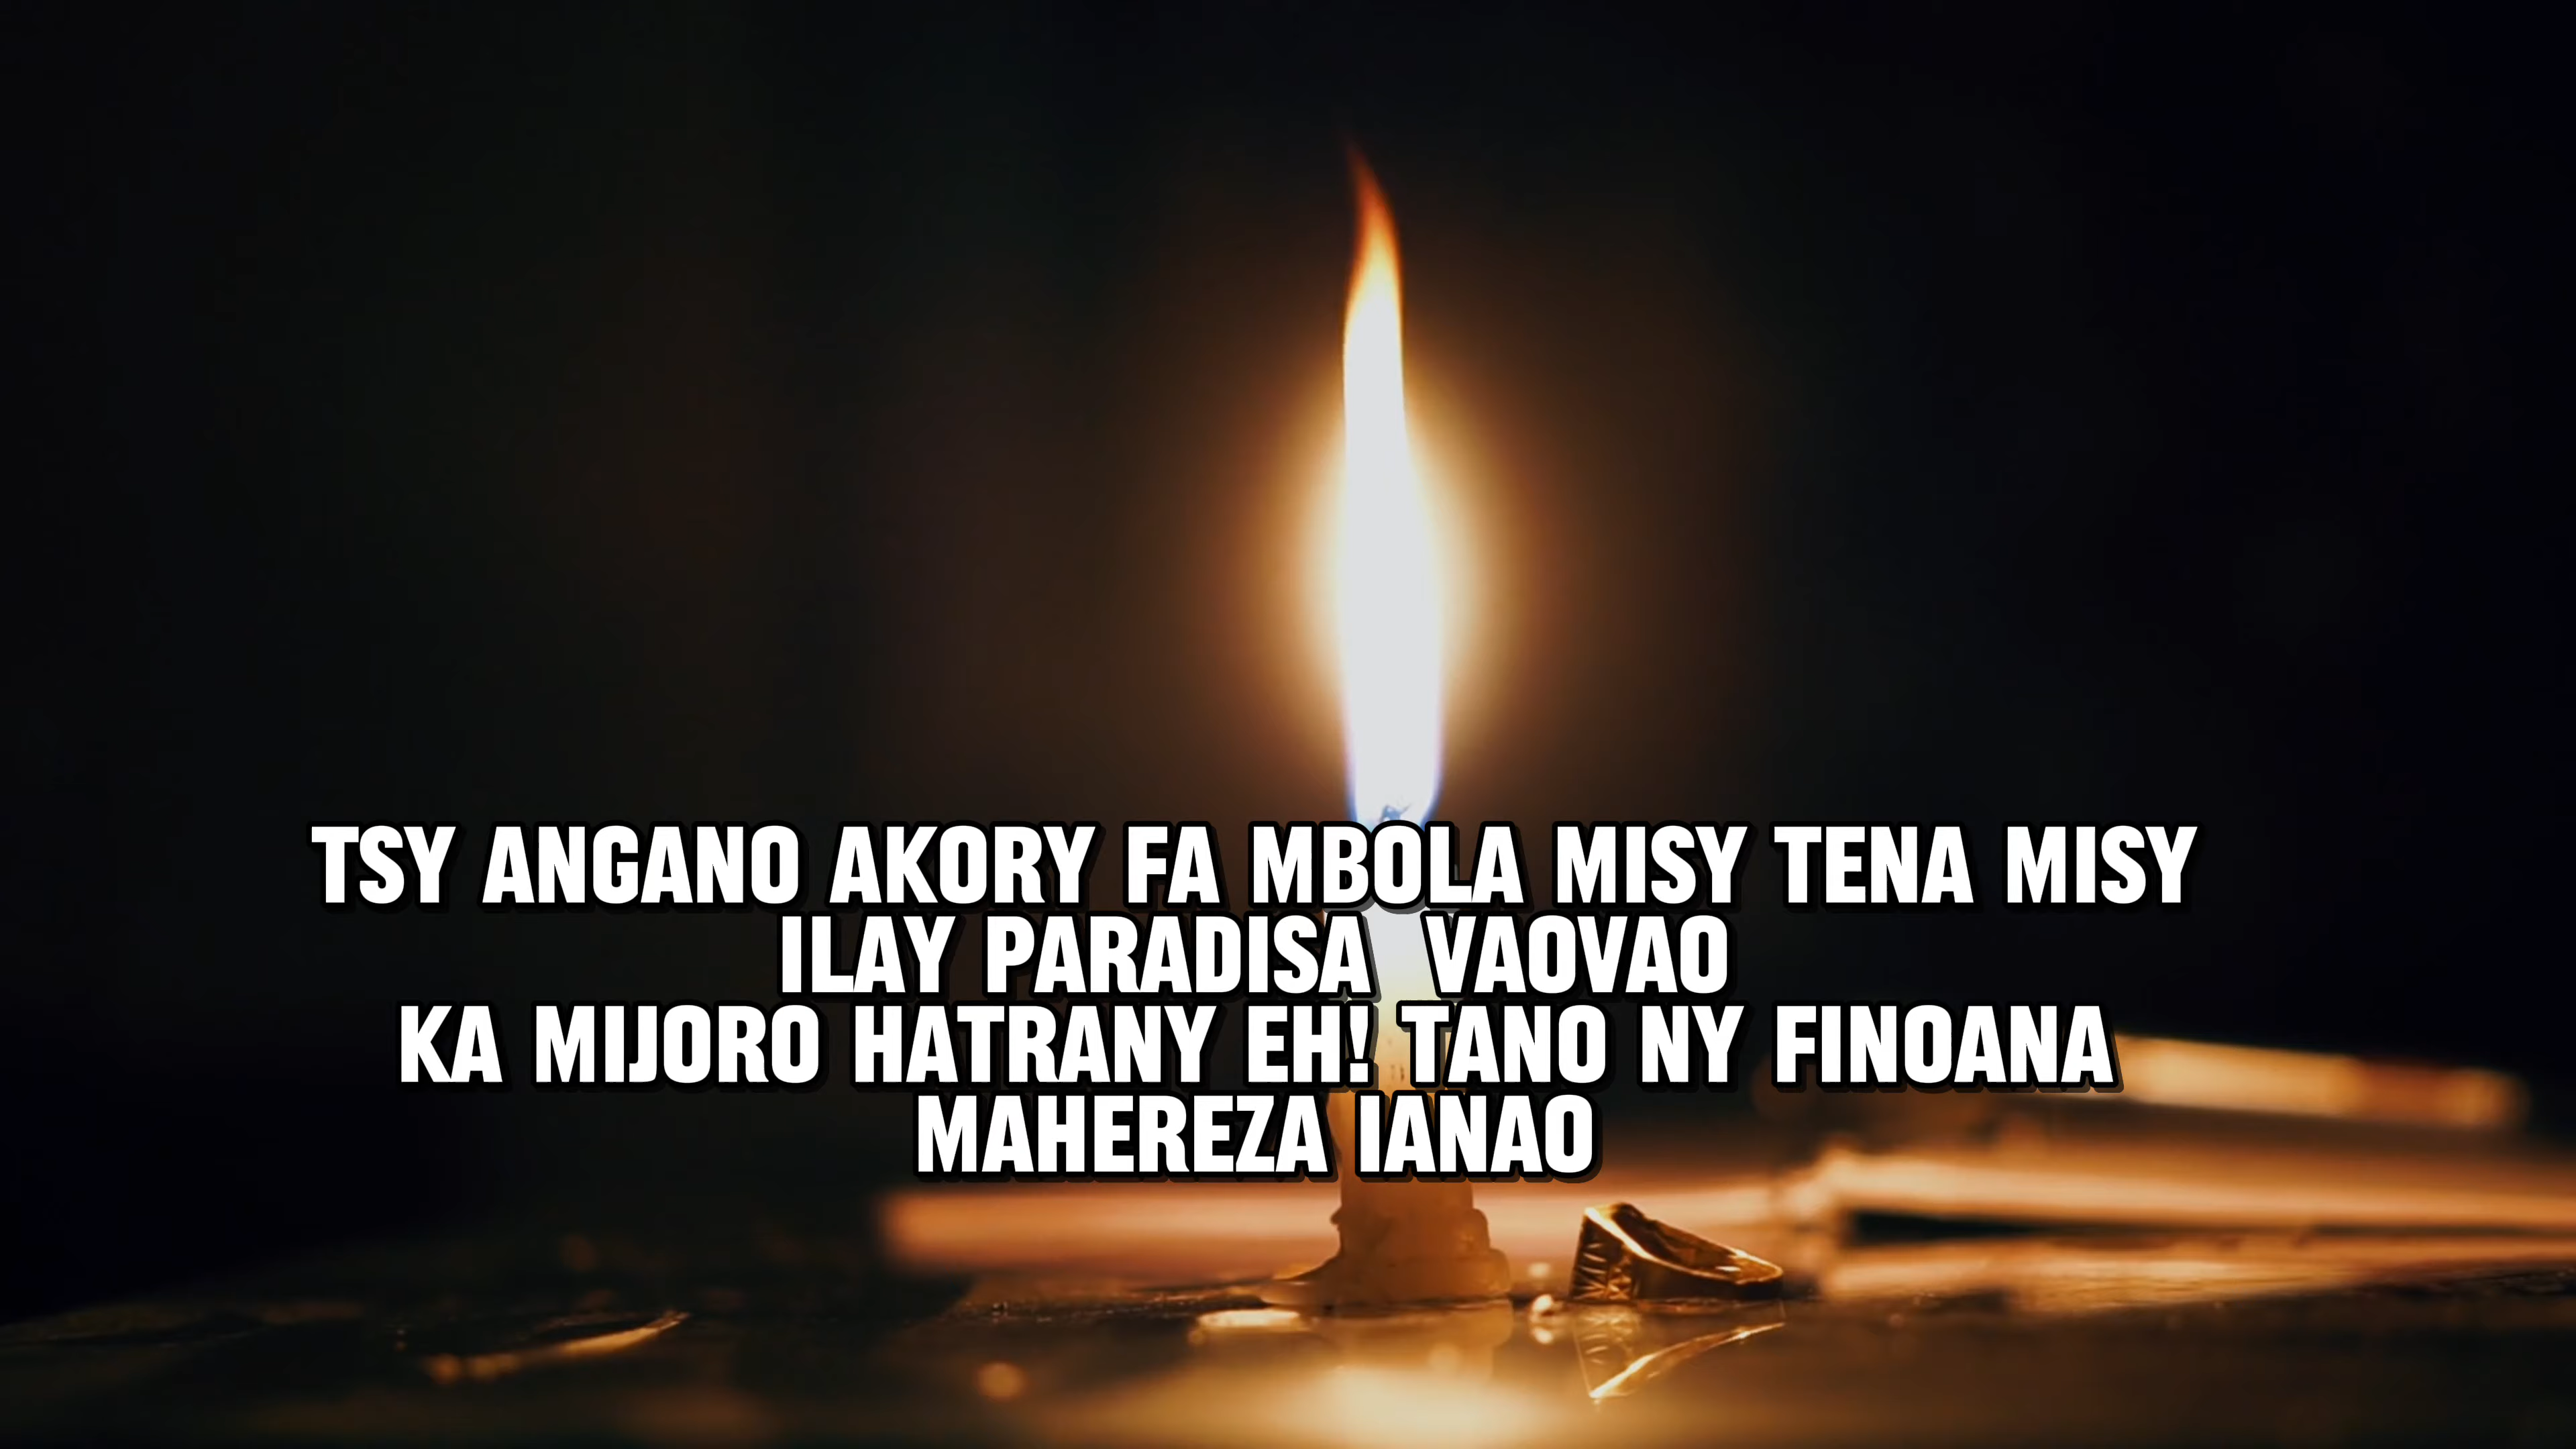 TSY ANGANO AKORY FA MBOLA MISY TENA MISY
ILAY PARADISA  VAOVAO
KA MIJORO HATRANY EH! TANO NY FINOANA
MAHEREZA IANAO